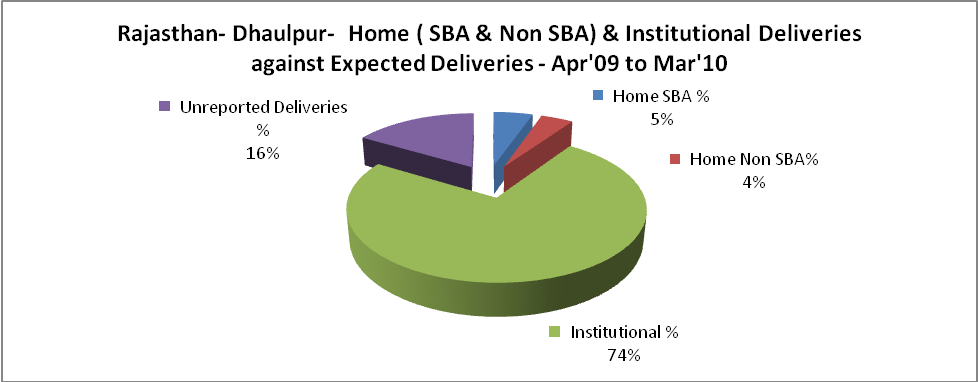 Rajasthan- Dhaulpur-  Home ( SBA & Non SBA) & Institutional Deliveries
against Expected Deliveries - Apr'09 to Mar'10
Unreported Deliveries
%
16%
Home SBA %
5%
Home Non SBA%
4%
Institutional %
74%